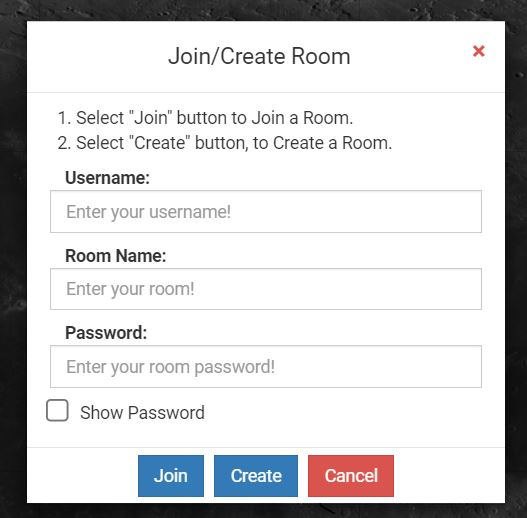 Join/Create Room
×
1. Select "Join" button to Join a Room.
2. Select "Create" button, to Create a Room.
Username:
Enter your username!
Room Name:
Enter your room!
Password:
Enter your room password!
Show Password
Join Create Cancel